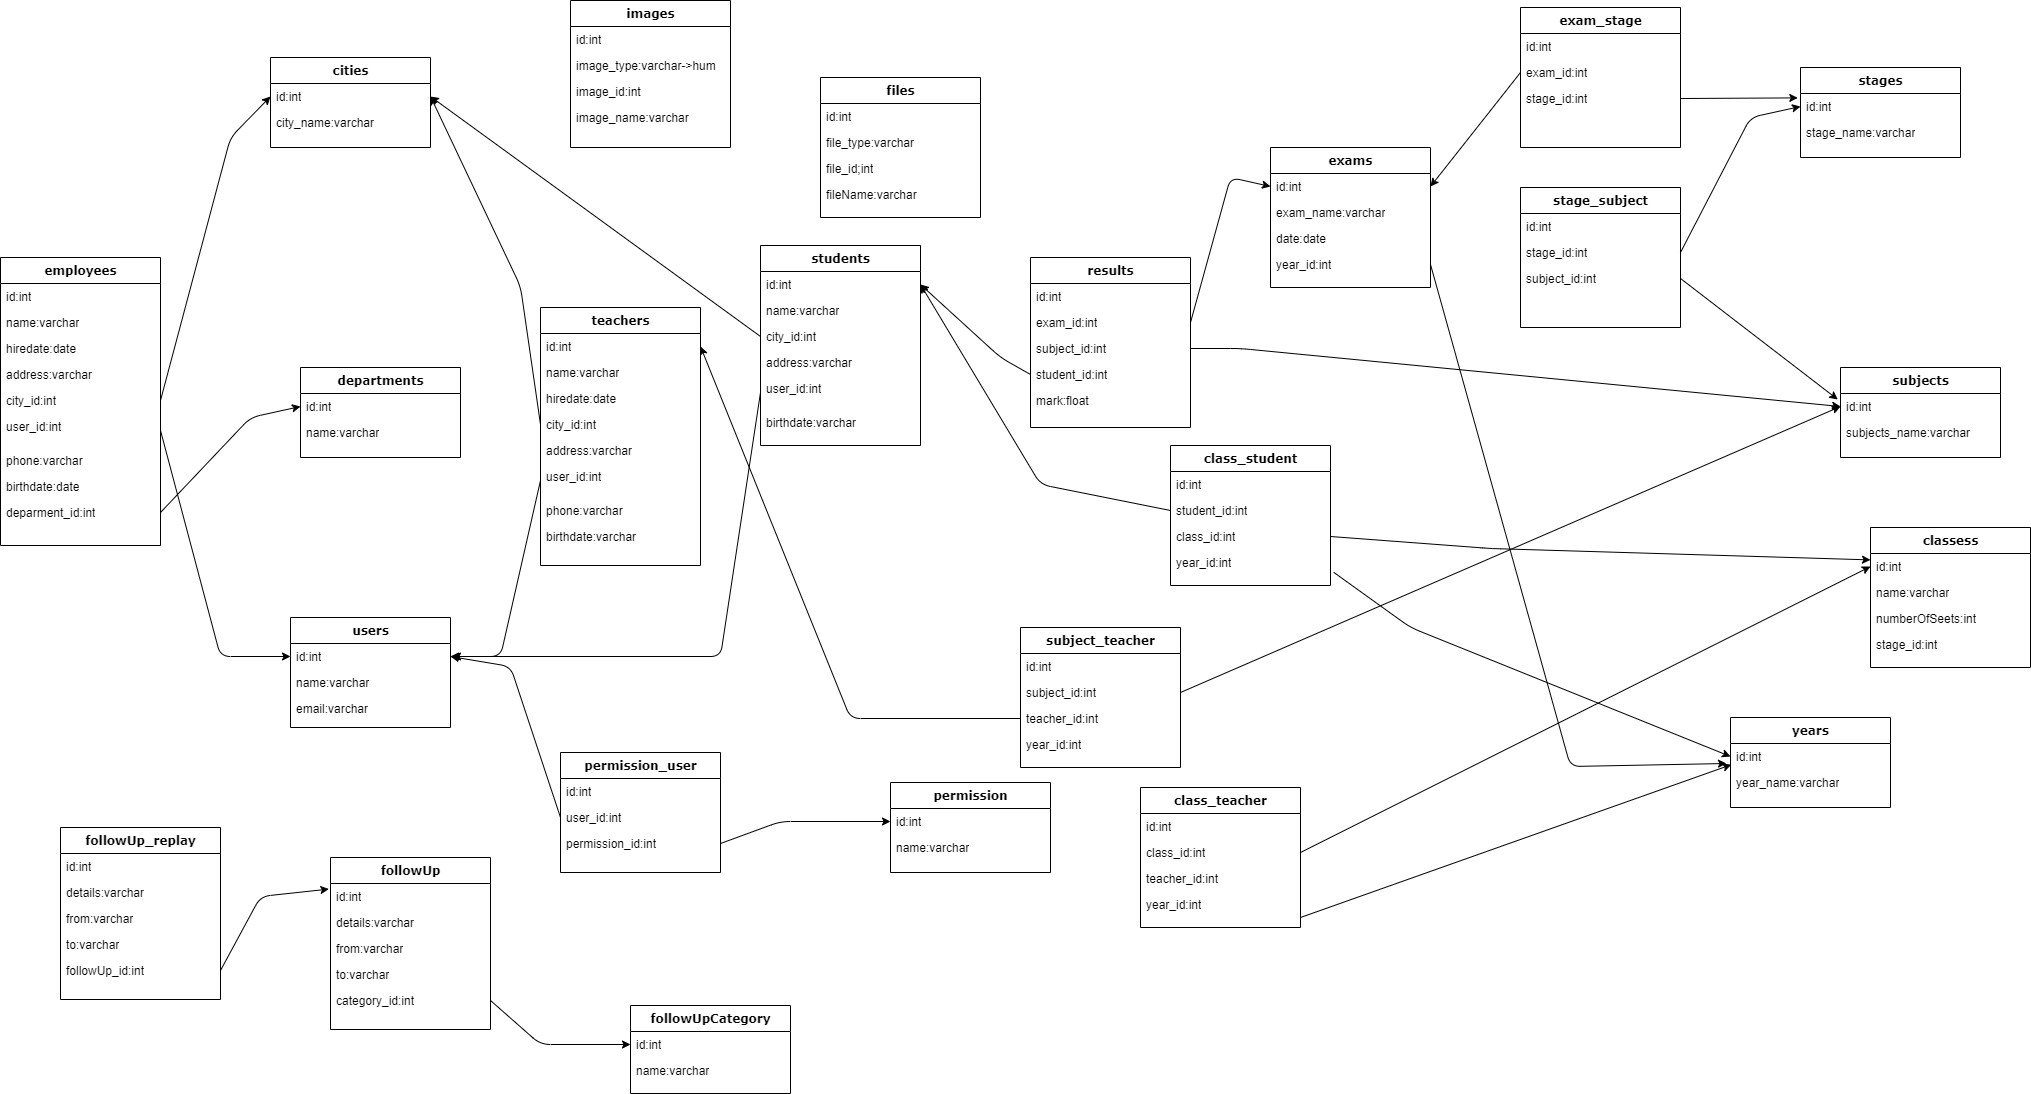 images
id:int
image_type:varchar->hum
image_id:int
image_name:varchar
exam_stage
id:int
exam_id:int
stage_id:int
cities
id:int
city_name:varchar
stages
id:int
stage_name:varchar
files
id:int
file_type:varchar
file_id;int
fileName:varchar
exams
id:int
exam_name:varchar
date:date
year_id:int
stage_subject
id:int
stage_id:int
subject_id:int
employees
id:int
name:varchar
hiredate:date
address:varchar
city_id:int
user_id:int
phone:varchar
birthdate:date
deparment_id:int
students
id:int
name:varchar
city_id:int
address:varchar
user_id:int
birthdate:varchar
results
id:int
exam_id:int
subject_id:int
student_id:int
mark:float
teachers
id:int
name:varchar
hiredate:date
city_id:int
address:varchar
user_id:int
phone:varchar
birthdate:varchar
departments
id:int
name:varchar
subjects
id:int
subjects_name:varchar
class_student
id:int
student_id:int
class_id:int
year_id:int
classess
id:int
name:varchar
numberOfSeets:int
stage_id:int
users
id:int
name:varchar
email:varchar
subject_teacher
id:int
subject_id:int
teacher_id:int
year_id:int
years
id:int
year_name:varchar
permission_user
id:int
user_id:int
permission_id:int
permission
id:int
name:varchar
class_teacher
id:int
class_id:int
teacher_id:int
year_id:int
followUp_replay
id:int
details:varchar
from:varchar
to:varchar
followUp_id:int
followUp
id:int
details:varchar
from:varchar
to:varchar
category_id:int
followUpCategory
id:int
name:varchar